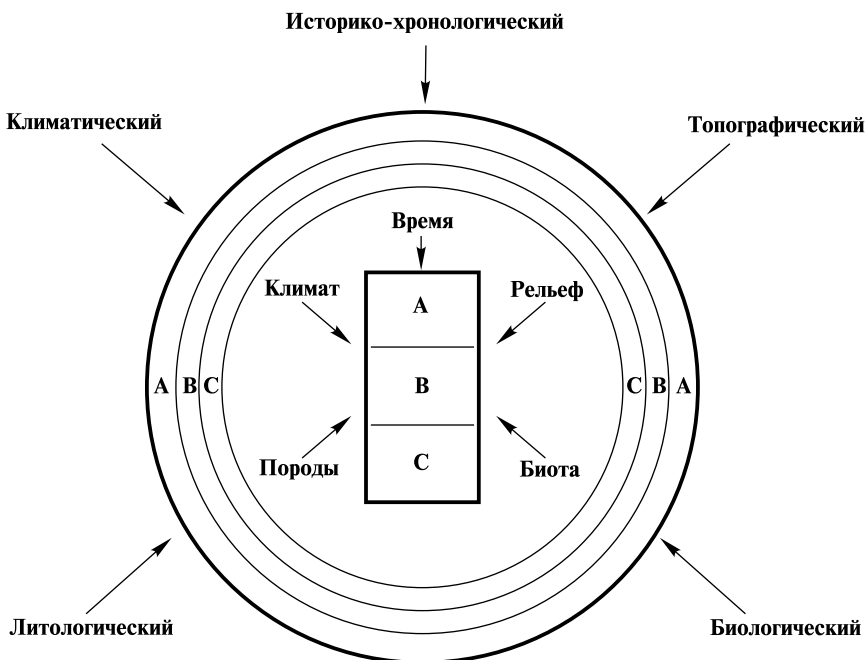 Историко-хронологический
Климатический
Топографический
Время
Климат
Рельеф
A
A B C
B
C B A
Породы
Биота
C
Литологический
Биологический